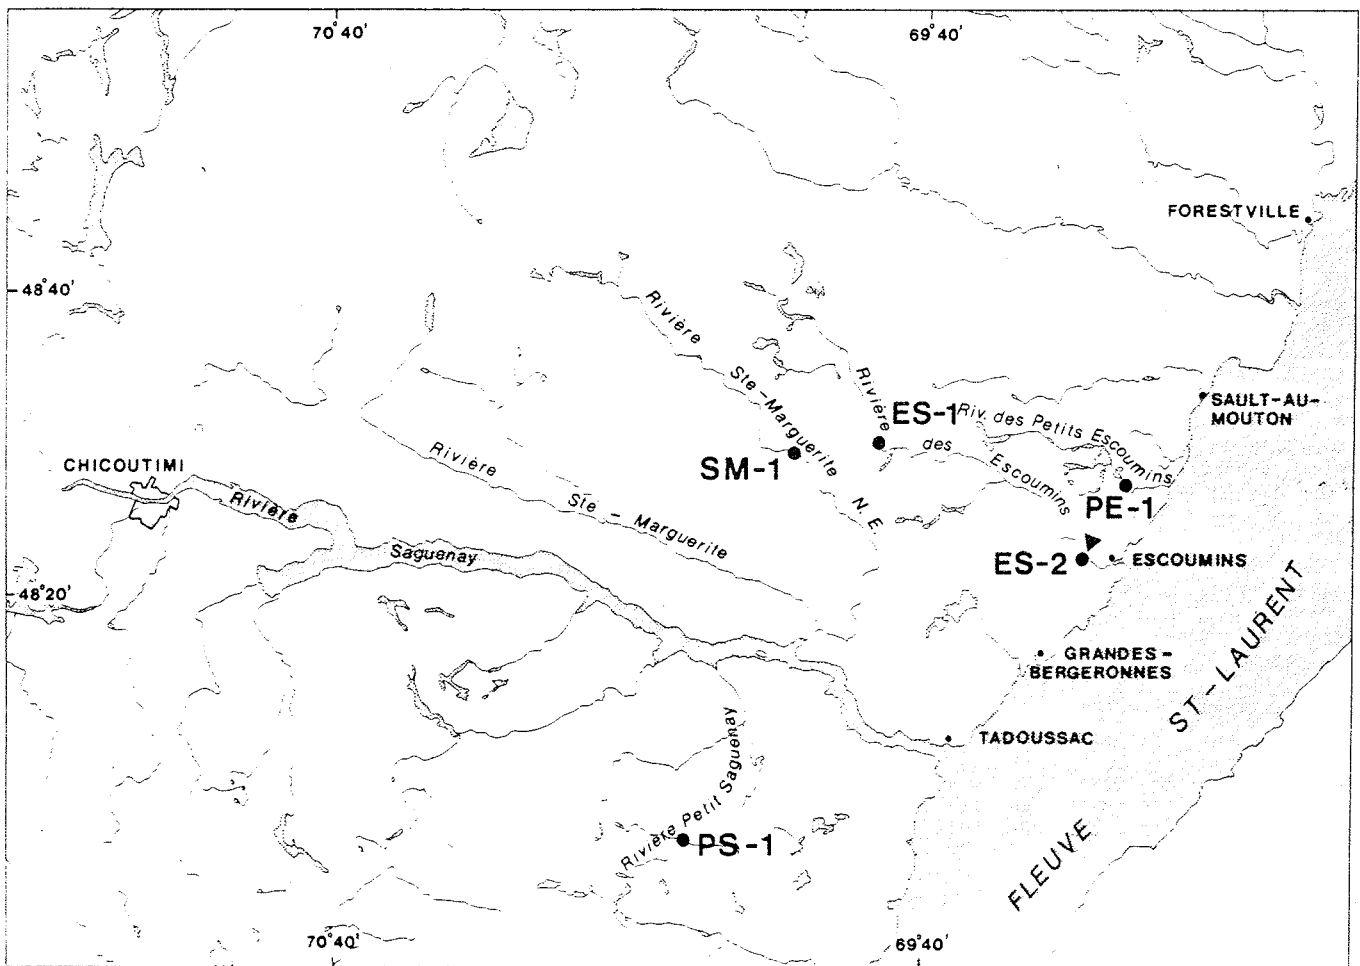 70°40'
69°40'
FORESTVILLE
48°40'
Rivière
Ste-Marguerite
N.E
Rivière
des
Escoumins
ES-1
Riv. des Petits Escoumins
SAULT-AU-
MOUTON
SM-1
CHICOUTIMI
Rivière
Saguenay
Rivière
Ste - Marguerite
PE-1
ES-2
ESCOUMINS
48°20'
GRANDES-
BERGERONNES
TADOUSSAC
FLEUVE
ST-LAURENT
Rivière Petit Saguenay
PS-1
70°40'
69°40'